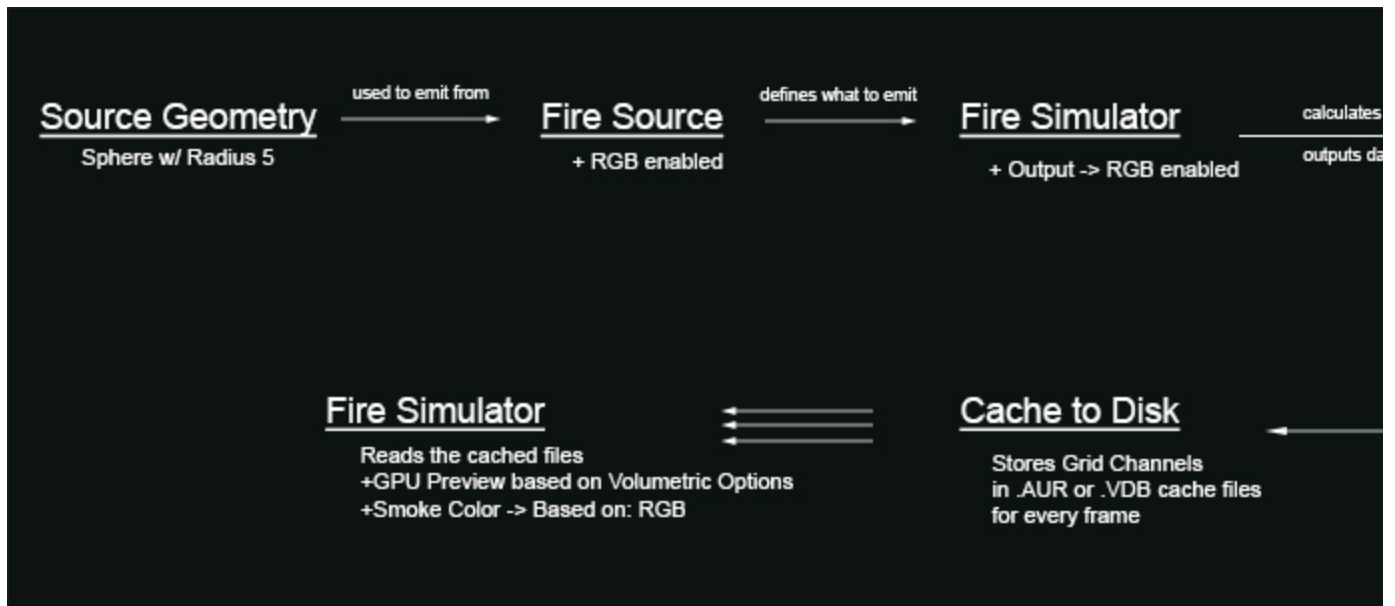 used to emit from
defines what to emit
Source Geometry
Fire Source
Fire Simulator
calculates
Sphere w/ Radius 5
+ RGB enabled
+ Output -> RGB enabled
outputs
Fire Simulator
Cache to Disk
Reads the cached files
+GPU Preview based on Volumetric Options
+Smoke Color -> Based on: RGB
Stores Grid Channels
in .AUR or .VDB cache files
for every frame